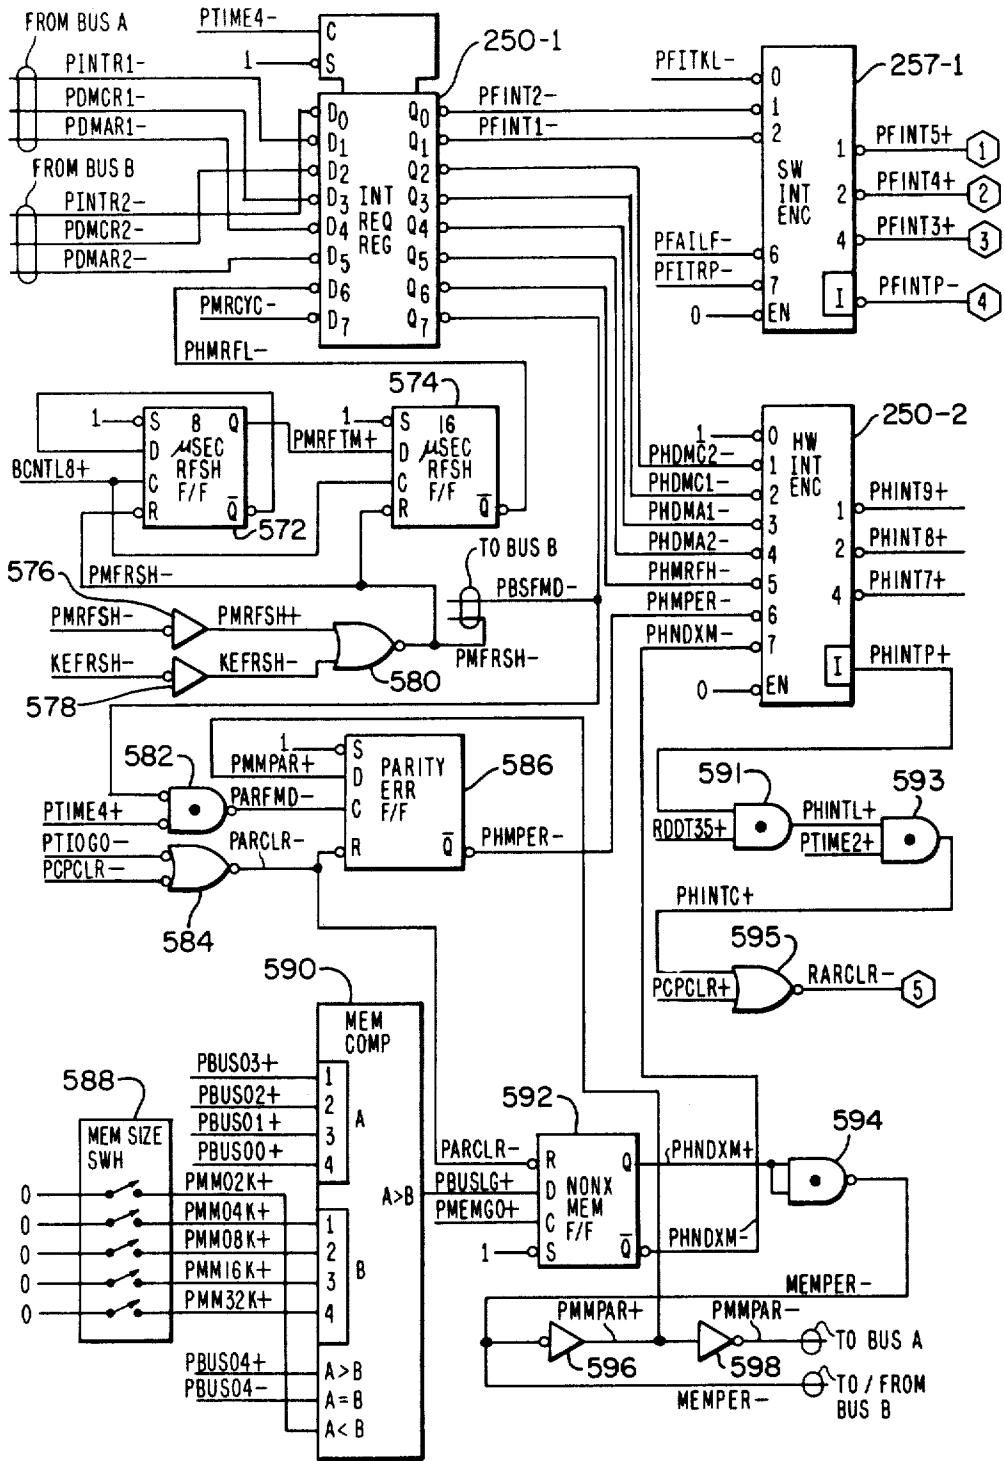 FROM BUS A
PTIME4-
C
1
S
250-1
PINTR1-
PDMCR1-
PDMAR1-
FROM BUS B
PINTR2-
PDMCR2-
PDMAR2-
PMRCYC-
PHMRFL-
D0
D1
D2
D3
D4
D5
D6
D7
INT
REQ
REG
Q0
Q1
Q2
Q3
Q4
Q5
Q6
Q7
PFINT2-
PFINT1-
PFITKL-
257-1
0
1
2
SW
INT
ENC
PFAILF-
6
PFITRP-
7
0
EN
1
PFINT5+
1
2
PFINT4+
2
4
PFINT3+
3
I
PFINTP-
4
574
1
S
8
μSEC
RFSH
F/F
Q
D
C
R
Q̅
572
BCNTL8+
PMRFTM+
1
S
16
μSEC
RFSH
F/F
D
C
R
Q̅
250-2
1
0
HW
INT
ENC
PHDMC2-
1
PHDMC1-
2
PHDMA1-
3
PHDMA2-
4
PHMRFH-
5
PHMPER-
6
PHNDXM-
7
0
EN
1
PHINT9+
2
PHINT8+
4
PHINT7+
I
PHINTP+
TO BUS B
PBSFMD-
PMFRSH-
576
PMRFSH-
PMRFSH+
KEFRSH-
KEFRSH-
578
580
PMFRSH-
582
PTIME4+
PARFMD-
PTIOGO-
PCPCLR-
PARCLR-
584
1
S
PMMPAR+
D
C
R
PARITY
ERR
F/F
Q̅
586
PHMPER-
591
RDDT35+
PHINTL+
PTIME2+
593
PHINTC+
595
PCPCLR+
RARCLR-
5
590
MEM
COMP
PBUS03+
1
PBUS02+
2
PBUS01+
3
PBUS00+
4
A
588
MEM SIZE
SWH
0
PMM02K+
0
PMM04K+
1
0
PMM08K+
2
0
PMM16K+
3
0
PMM32K+
4
B
A>B
PBUS04+
A>B
PBUS04-
A=B
A<B
592
PARCLR-
R
PBUSLG+
D
PMEMGO+
C
1
S
NONX
MEM
F/F
Q
Q̅
PHNDXM+
PHNDXM-
594
MEMPER-
PMMPAR+
596
PMMPAR-
598
TO BUS A
MEMPER-
TO/FROM
BUS B